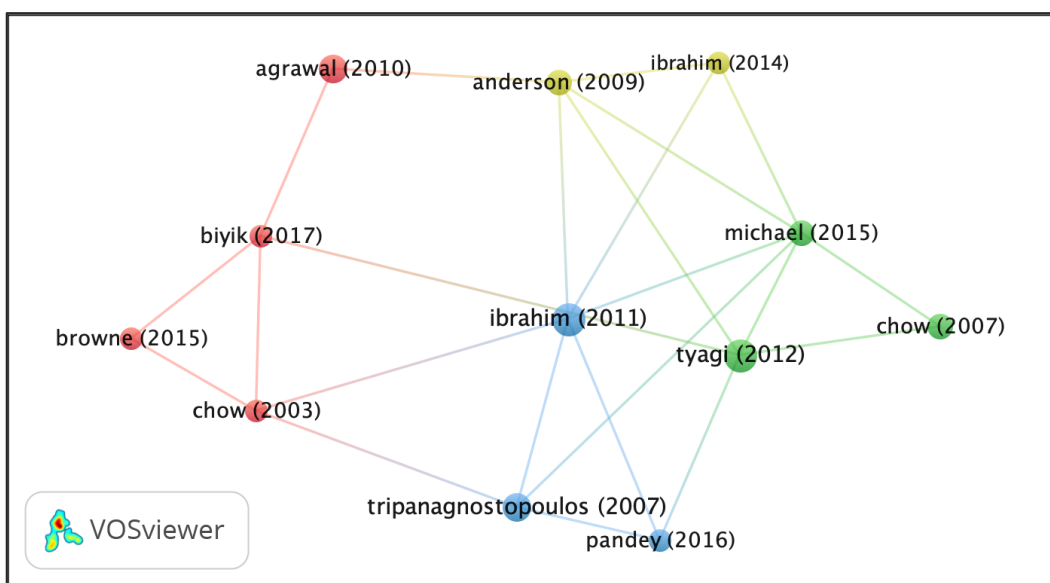 agrawal (2010)
anderson (2009)
ibrahim (2014)
biyik (2017)
michael (2015)
ibrahim (2011)
browne (2015)
tyagi (2012)
chow (2007)
chow (2003)
tripanagnostopoulos (2007)
pandey (2016)
VOSviewer